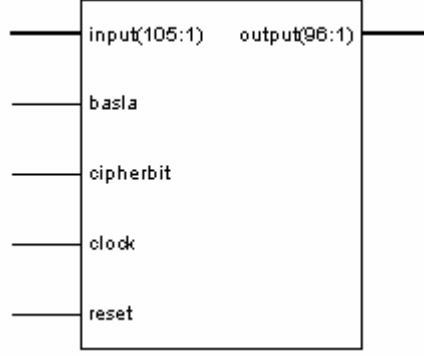 input(105:1) output(96:1)
basla
cipherbit
clock
reset